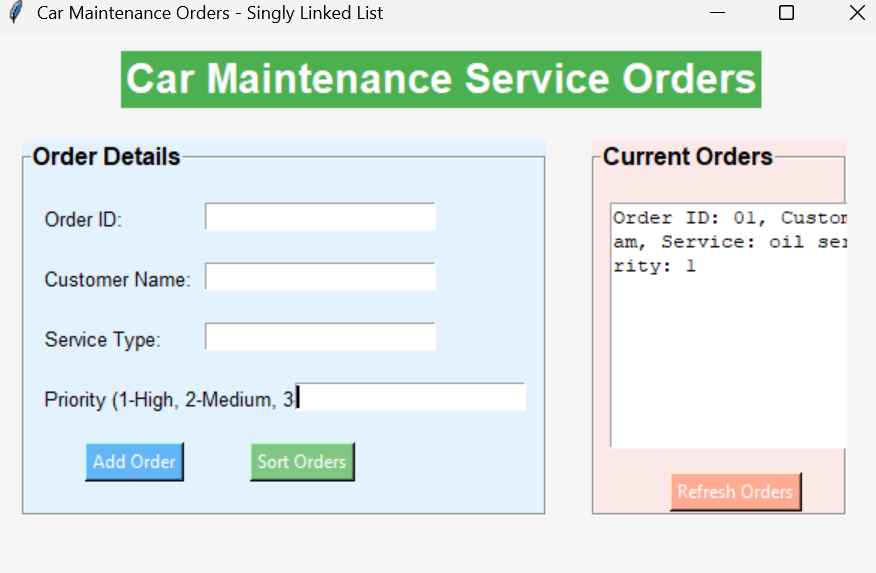 Car Maintenance Orders - Singly Linked List
Car Maintenance Service Orders
Order Details
Order ID:
Customer Name:
Service Type:
Priority (1-High, 2-Medium, 3
Add Order
Sort Orders
Current Orders
Order ID: 01, Custom
am, Service: oil ser
rity: 1
Refresh Orders